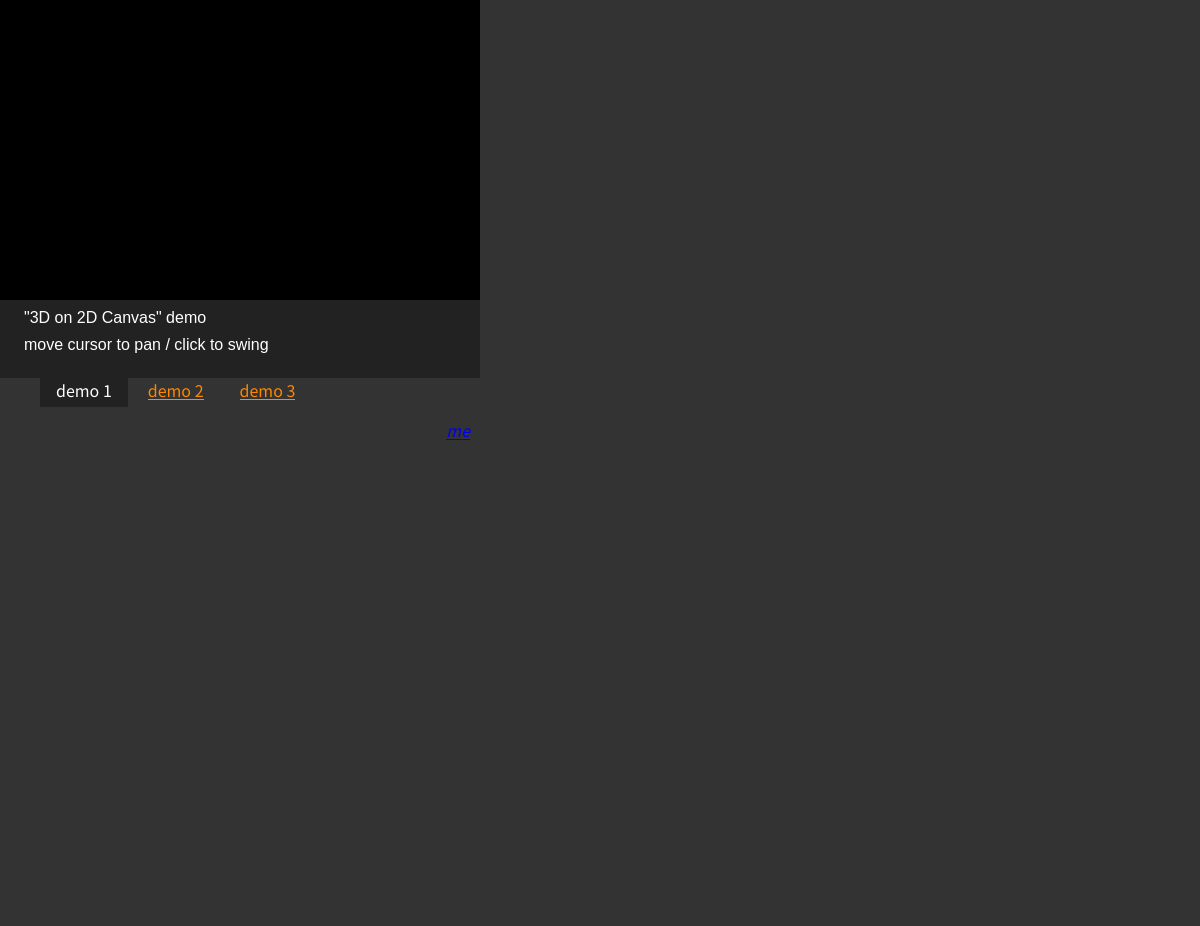 "3D on 2D Canvas" demo
move cursor to pan / click to swing
demo 1 demo 2 demo 3
me